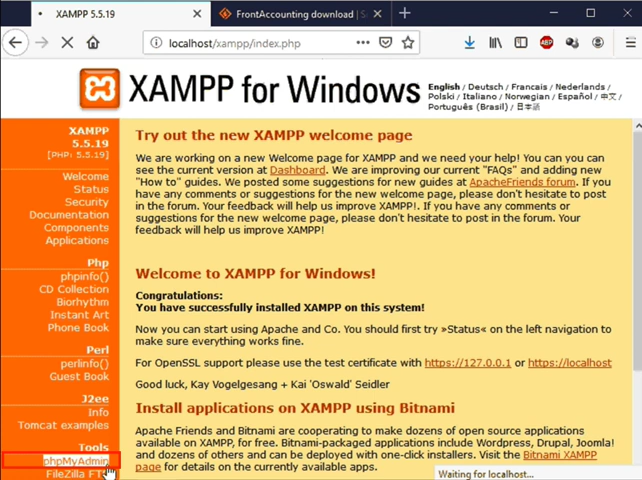 XAMPP 5.5.19
FrontAccounting download | S
localhost/xampp/index.php
ABP
XAMPP for Windows
English / Deutsch / Francais / Nederlands /
Polski / Italiano / Norwegian / Español / 中文 /
Português (Brasil) / 日本語
XAMPP
5.5.19
[PHP: 5.5.19]
Welcome
Status
Security
Documentation
Components
Applications
Php
phpinfo()
CD Collection
Biorhythm
Instant Art
Phone Book
Perl
perlinfo()
Guest Book
J2ee
Info
Tomcat examples
Tools
phpMyAdmin
FileZilla FT
Try out the new XAMPP welcome page
We are working on a new Welcome page for XAMPP and we need your help! You can you can
see the current version at Dashboard. We are improving our current "FAQs" and adding new
"How to" guides. We posted some suggestions for new guides at ApacheFriends forum. If you
have any comments or suggestions for the new welcome page, please don't hesitate to post
in the forum. Your feedback will help us improve XAMPP!. If you have any comments or
suggestions for the new welcome page, please don't hesitate to post in the forum. Your
feedback will help us improve XAMPP!
Welcome to XAMPP for Windows!
Congratulations:
You have successfully installed XAMPP on this system!
Now you can start using Apache and Co. You should first try »Status« on the left navigation to
make sure everything works fine.
For OpenSSL support please use the test certificate with https://127.0.0.1 or https://localhost
Good luck, Kay Vogelgesang + Kai 'Oswald' Seidler
Install applications on XAMPP using Bitnami
Apache Friends and Bitnami are cooperating to make dozens of open source applications
available on XAMPP, for free. Bitnami-packaged applications include Wordpress, Drupal, Joomla!
and dozens of others and can be deployed with one-click installers. Visit the Bitnami XAMPP
page for details on the currently available apps.
Waiting for localhost...